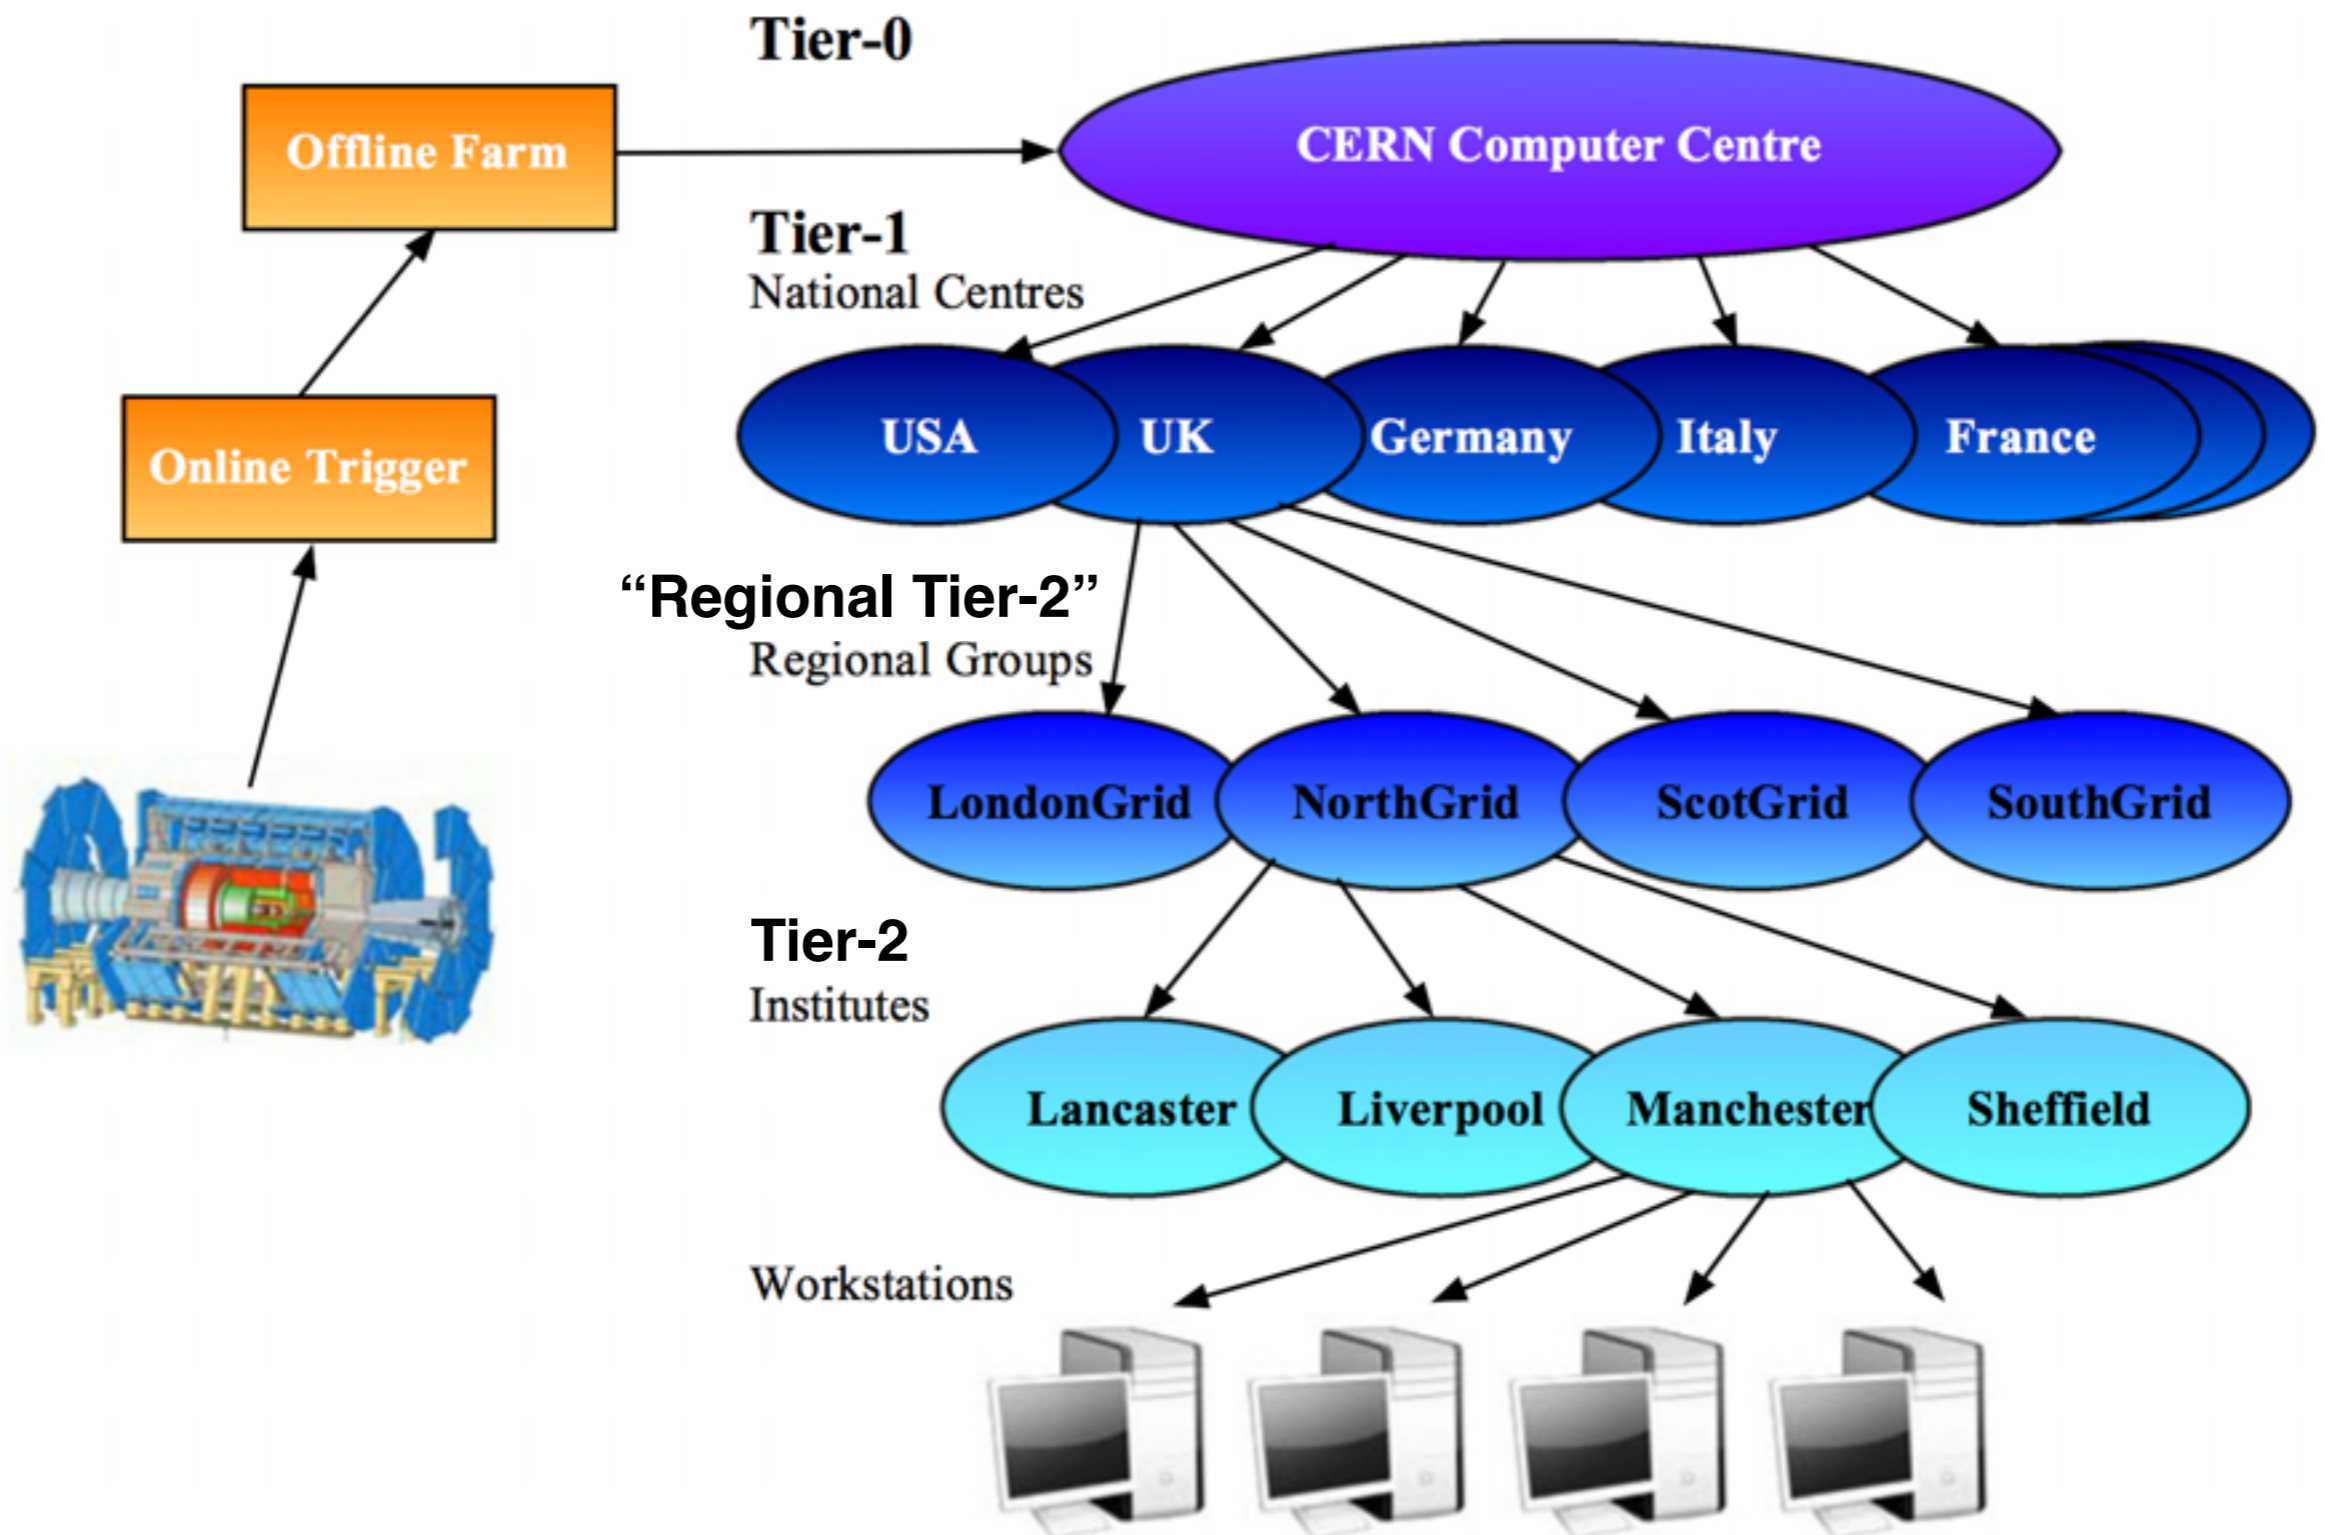 Tier-0
Offline Farm
CERN Computer Centre
Tier-1
National Centres
USA
UK
Germany
Italy
France
Online Trigger
“Regional Tier-2”
Regional Groups
LondonGrid
NorthGrid
ScotGrid
SouthGrid
Tier-2
Institutes
Lancaster
Liverpool
Manchester
Sheffield
Workstations